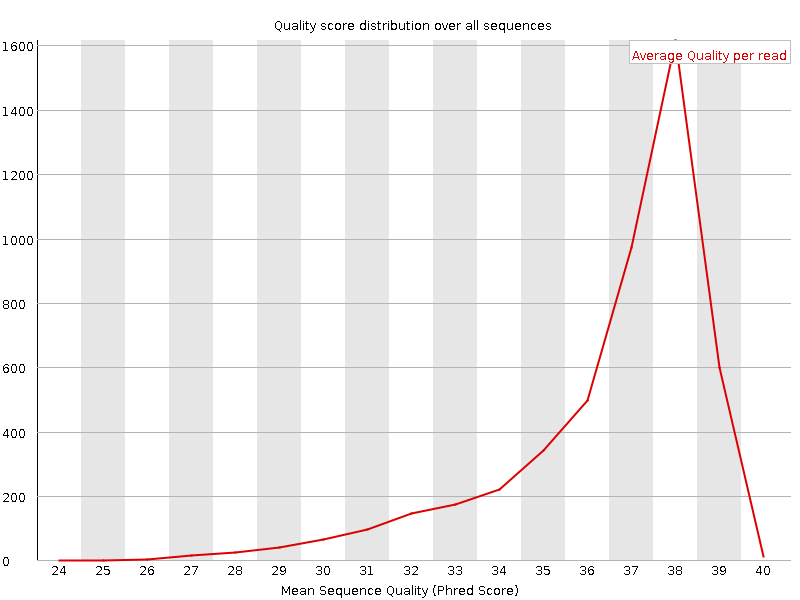 Quality score distribution over all sequences
1600
Average Quality per read
1400
1200
1000
800
600
400
200
0
24 25 26 27 28 29 30 31 32 33 34 35 36 37 38 39 40
Mean Sequence Quality (Phred Score)